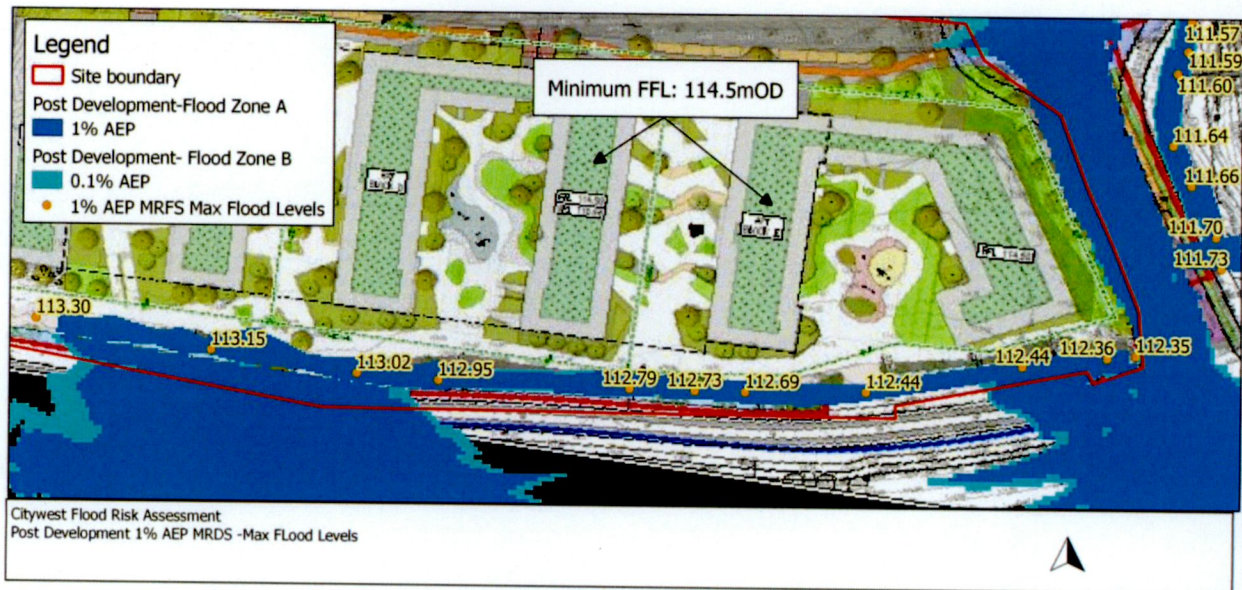 Legend
Site boundary
Post Development-Flood Zone A
1% AEP
Post Development- Flood Zone B
0.1% AEP
1% AEP MRFS Max Flood Levels
Minimum FFL: 114.5mOD
111.57
111.59
111.60
111.64
111.66
111.70
111.73
113.30
113.15
113.02
112.95
112.79
112.73
112.69
112.44
112.44
112.36
112.35
Citywest Flood Risk Assessment
Post Development 1% AEP MRDS -Max FLood Levels